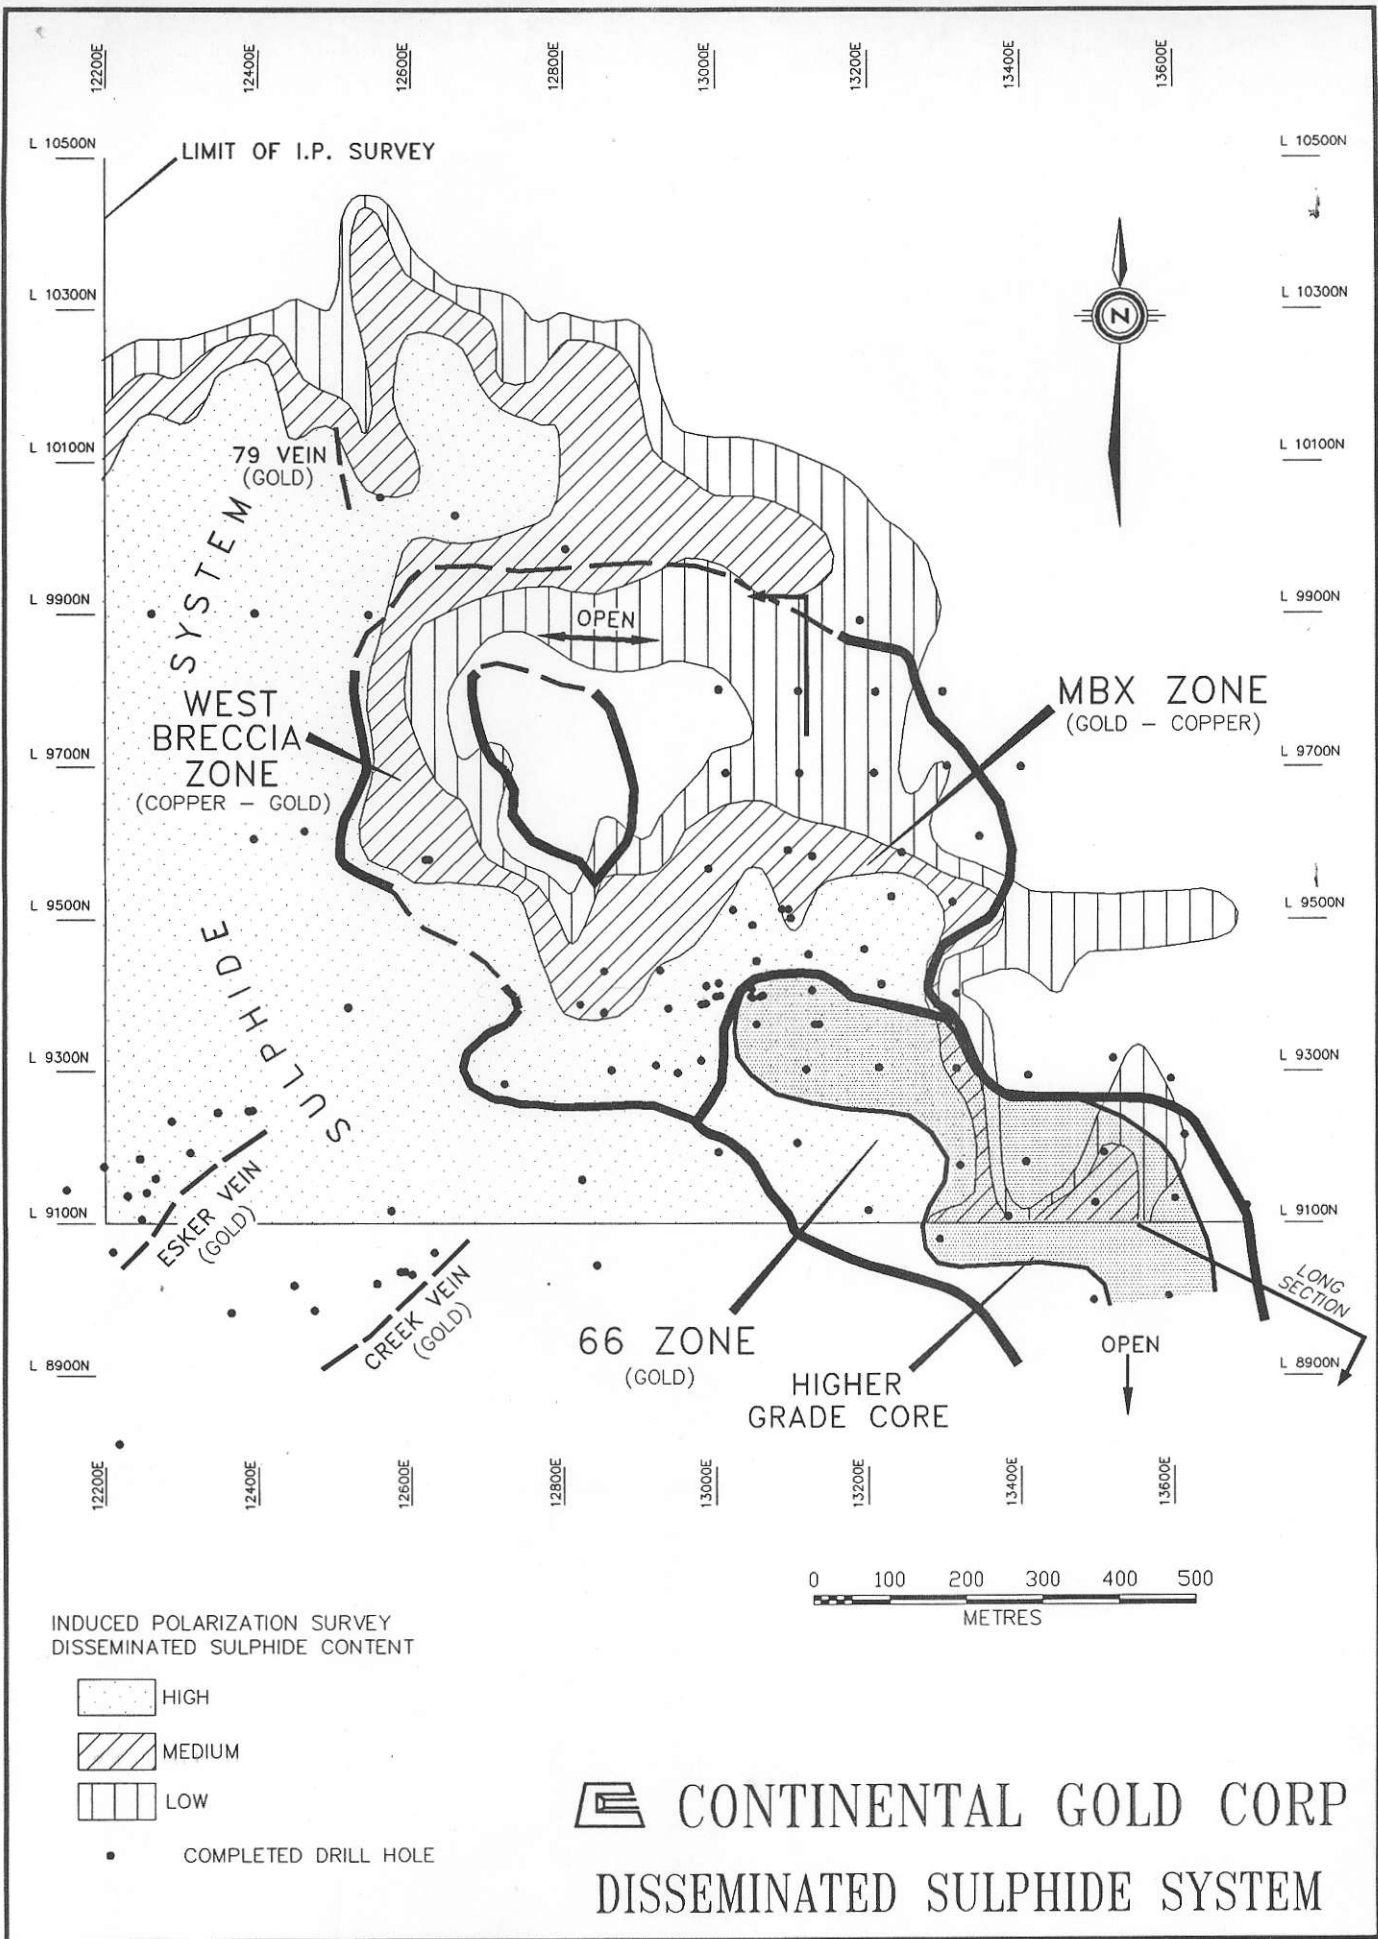 12200E
12400E
12600E
12800E
13000E
13200E
13400E
13600E
L 10500N
L 10500N
LIMIT OF I.P. SURVEY
L 10300N
L 10300N
N
L 10100N
L 10100N
79 VEIN
(GOLD)
SYSTEM
L 9900N
L 9900N
OPEN
WEST
BRECCIA
ZONE
(COPPER – GOLD)
MBX ZONE
(GOLD – COPPER)
L 9700N
L 9700N
L 9500N
L 9500N
SULPHIDE
L 9300N
L 9300N
L 9100N
L 9100N
ESKER VEIN
(GOLD)
CREEK VEIN
(GOLD)
LONG
SECTION
66 ZONE
(GOLD)
OPEN
L 8900N
L 8900N
HIGHER
GRADE CORE
12200E
12400E
12600E
12800E
13000E
13200E
13400E
13600E
0 100 200 300 400 500
METRES
INDUCED POLARIZATION SURVEY
DISSEMINATED SULPHIDE CONTENT
HIGH
MEDIUM
LOW
COMPLETED DRILL HOLE
CONTINENTAL GOLD CORP
DISSEMINATED SULPHIDE SYSTEM